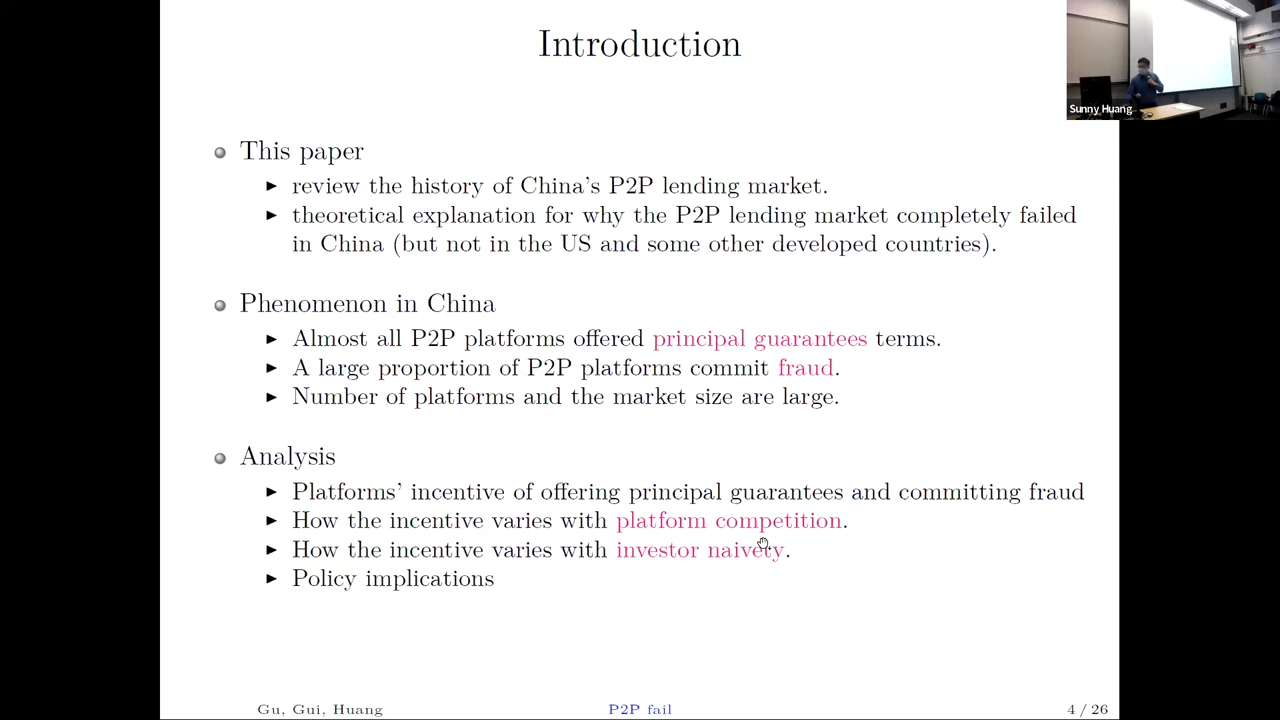 Introduction
Sunny Huang
This paper
review the history of China's P2P lending market.
theoretical explanation for why the P2P lending market completely failed
in China (but not in the US and some other developed countries).
Phenomenon in China
Almost all P2P platforms offered principal guarantees terms.
A large proportion of P2P platforms commit fraud.
Number of platforms and the market size are large.
Analysis
Platforms' incentive of offering principal guarantees and committing fraud
How the incentive varies with platform competition.
How the incentive varies with investor naivety.
Policy implications
Gu, Gui, Huang P2P fail 4 / 26